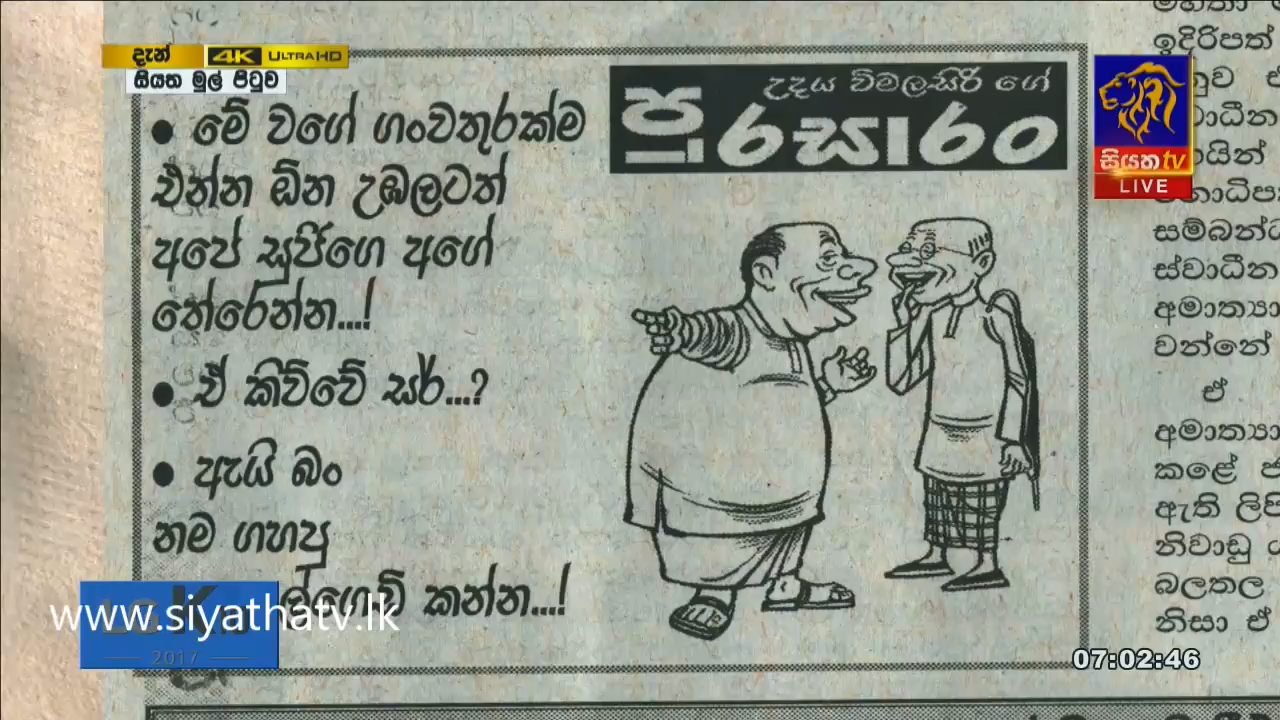 දැන්
4K ULTRA HD
සියත මුල් පිටුව
උදය විමලසිරි ගේ
පුරසාරං
• මේ වගේ ගංවතුරක්ම
එන්න ඕන උඹලටත්
අපේ සුජිගෙ අගේ
තේරෙන්න...!
• ඒ කිව්වේ සර්...?
• ඇයි බං
නම ගහපු
කන්න...!
සියත tv
LIVE
ඉදිරිපත්
සම්බන්ධ
ස්වාධීන
අමාත්‍යා
වන්නේ
ඒ
අමාත්‍යා
කළේ
ඇති ලිපි
නිවාඩු
බලතල
නිසා ඒ
www.siyathatv.lk
2017
07:02:46